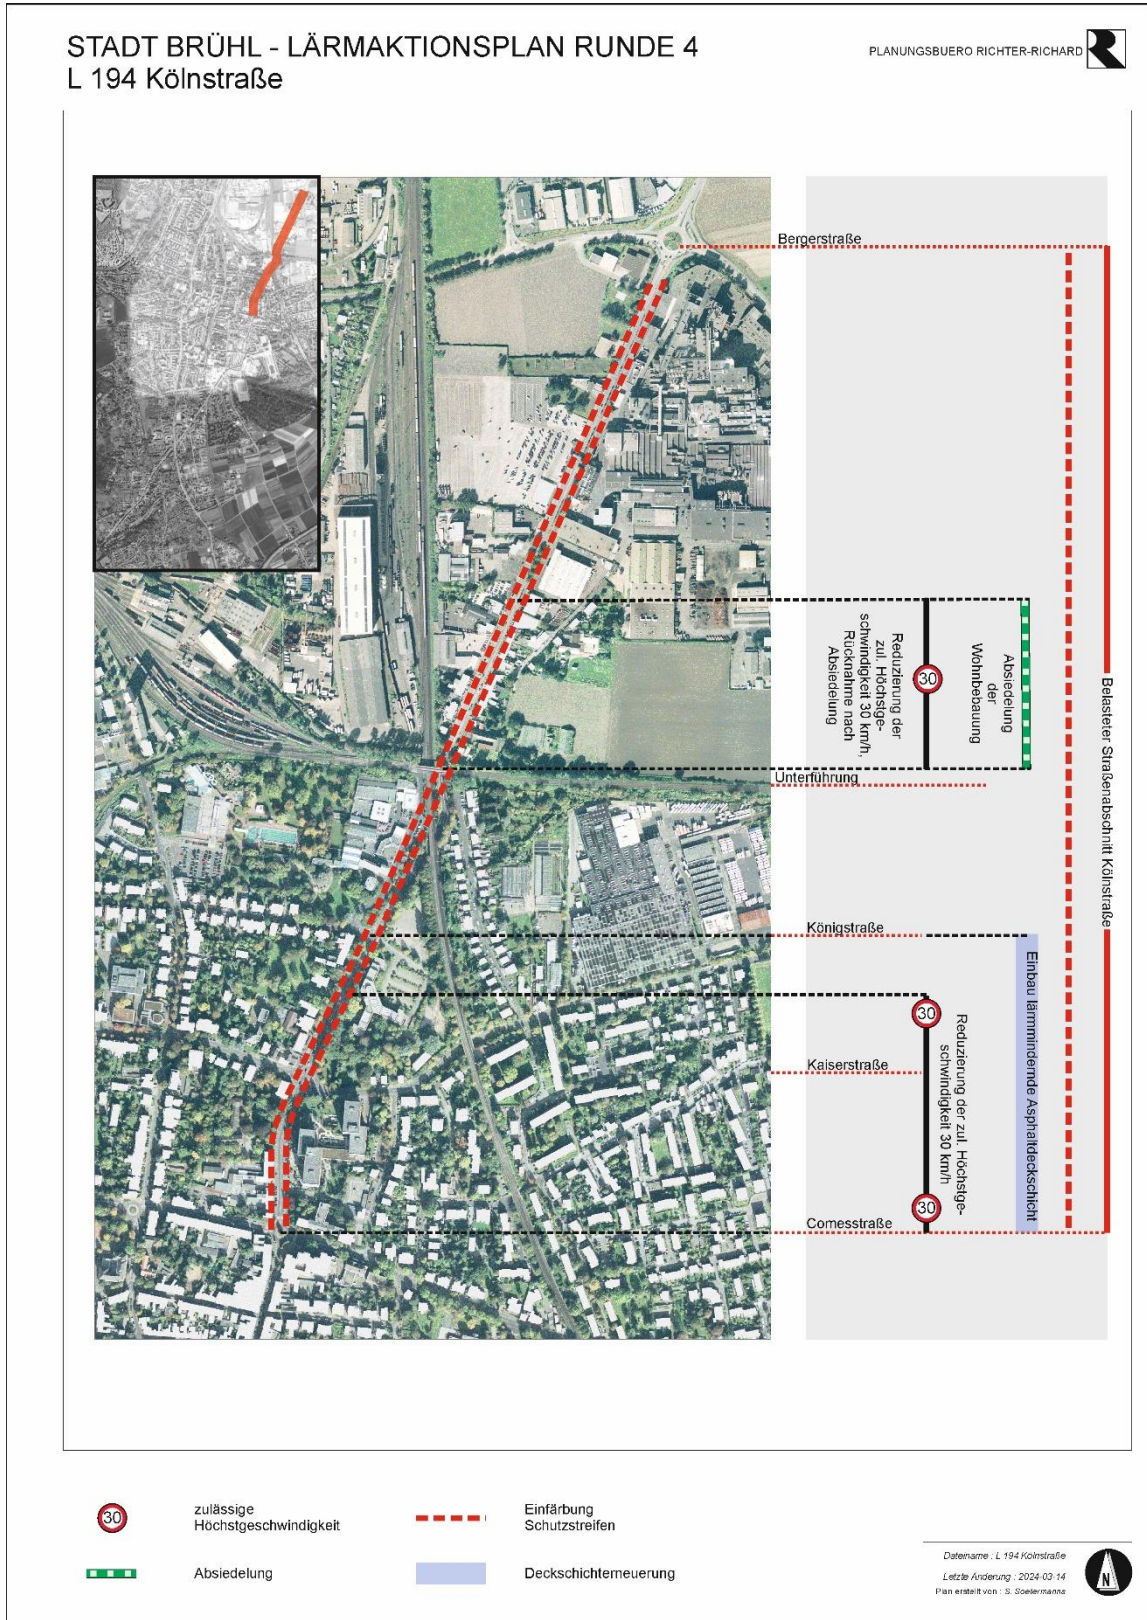 STADT BRÜHL - LÄRMAKTIONSPLAN RUNDE 4
L 194 Kölnstraße
PLANUNGSBUERO RICHTER-RICHARD
Bergerstraße
Reduzierung der
zul. Höchstge-
schwindigkeit 30 km/h,
Rücknahme nach
Absiedelung
30
Absiedelung
der
Wohnbebauung
Belasteter Straßenabschnitt Kölnstraße
Unterführung
Königstraße
30
Reduzierung der zul. Höchstge-
schwindigkeit 30 km/h
Einbau lärmmindernde Asphaltdeckschicht
Kaiserstraße
30
Comesstraße
30
zulässige
Höchstgeschwindigkeit
Einfärbung
Schutzstreifen
Absiedelung
Deckschichterneuerung
Dateiname : L 194 Kölnstraße
Letzte Änderung : 2024-03-14
Plan erstellt von : S. Soelermanns
N